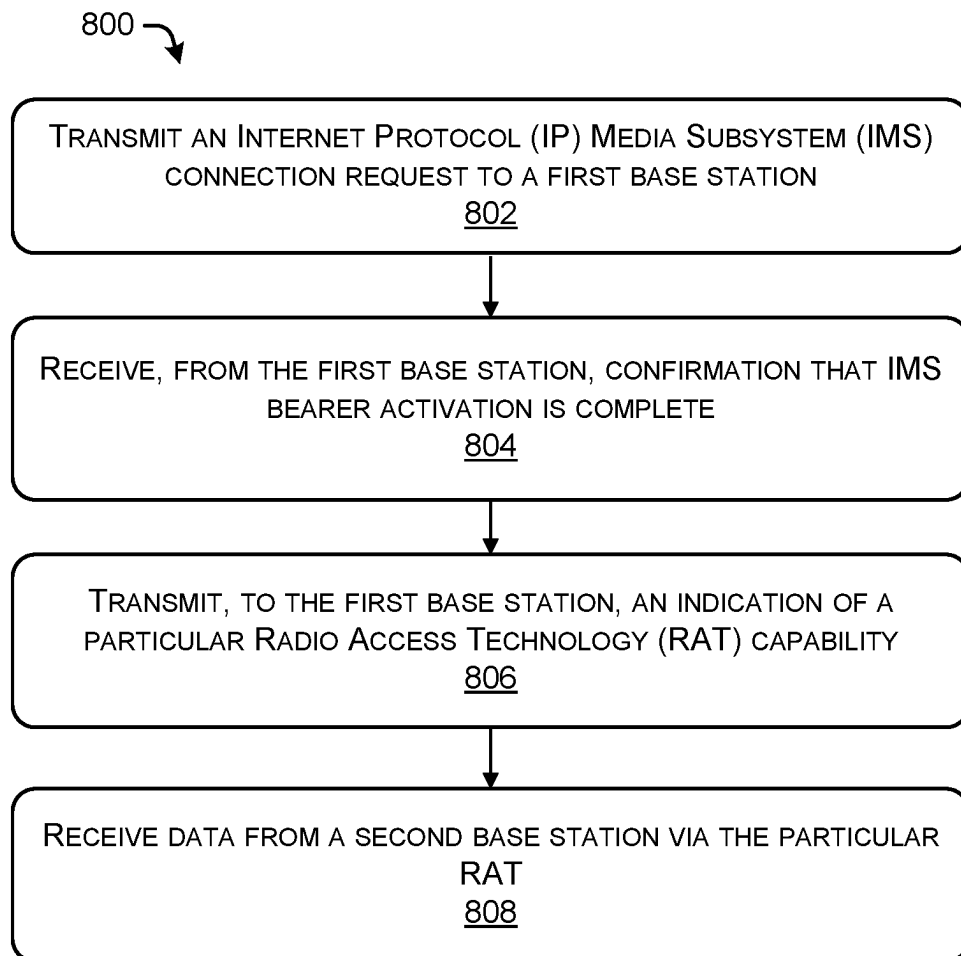 800
TRANSMIT AN INTERNET PROTOCOL (IP) MEDIA SUBSYSTEM (IMS)
CONNECTION REQUEST TO A FIRST BASE STATION
802
RECEIVE, FROM THE FIRST BASE STATION, CONFIRMATION THAT IMS
BEARER ACTIVATION IS COMPLETE
804
TRANSMIT, TO THE FIRST BASE STATION, AN INDICATION OF A
PARTICULAR RADIO ACCESS TECHNOLOGY (RAT) CAPABILITY
806
RECEIVE DATA FROM A SECOND BASE STATION VIA THE PARTICULAR
RAT
808